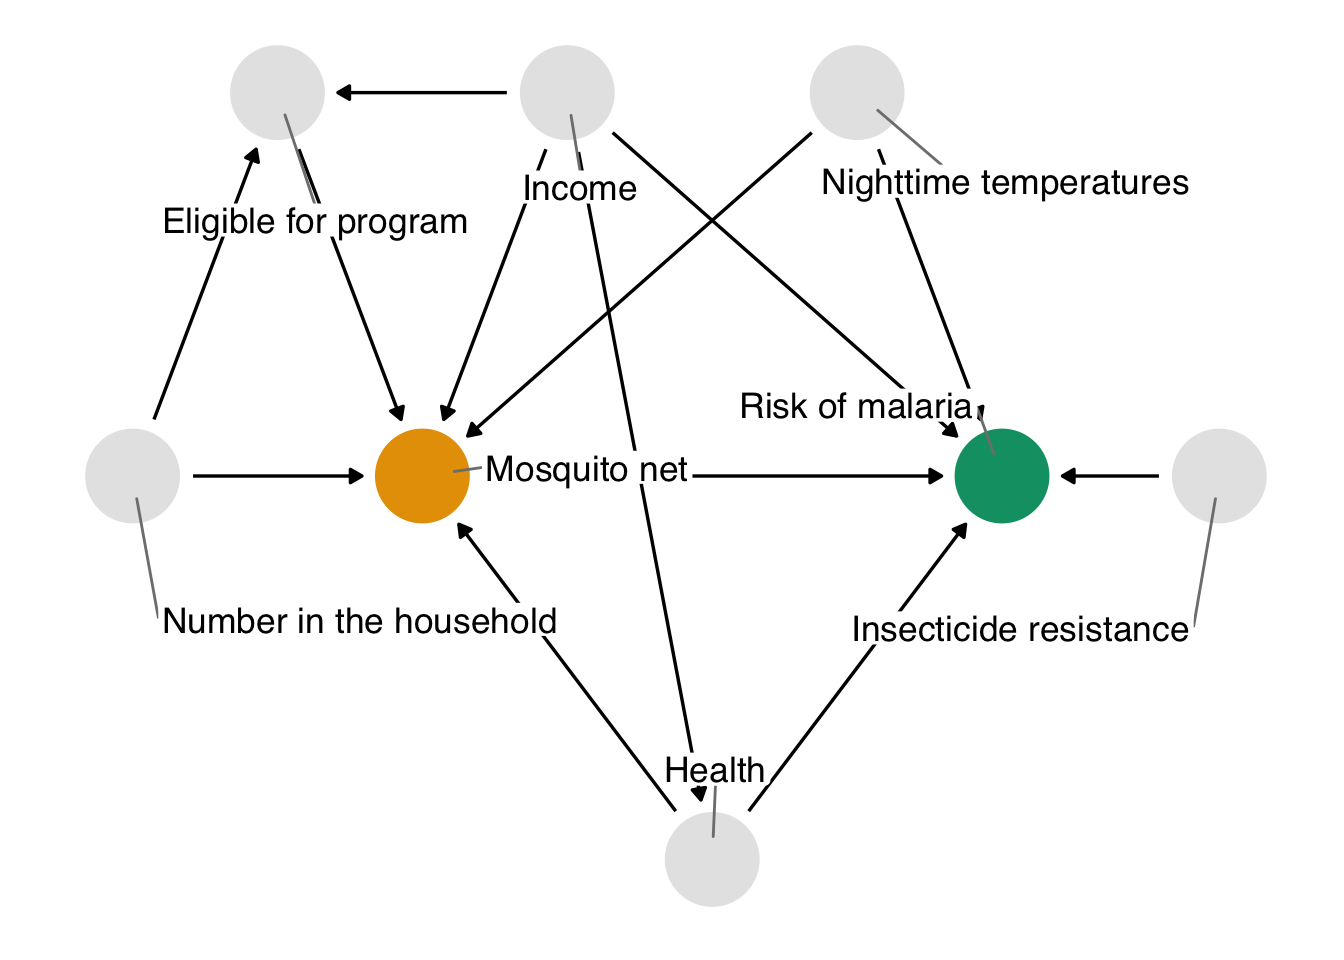 Income
Nighttime temperatures
Eligible for program
Risk of malaria
Mosquito net
Number in the household
Insecticide resistance
Health